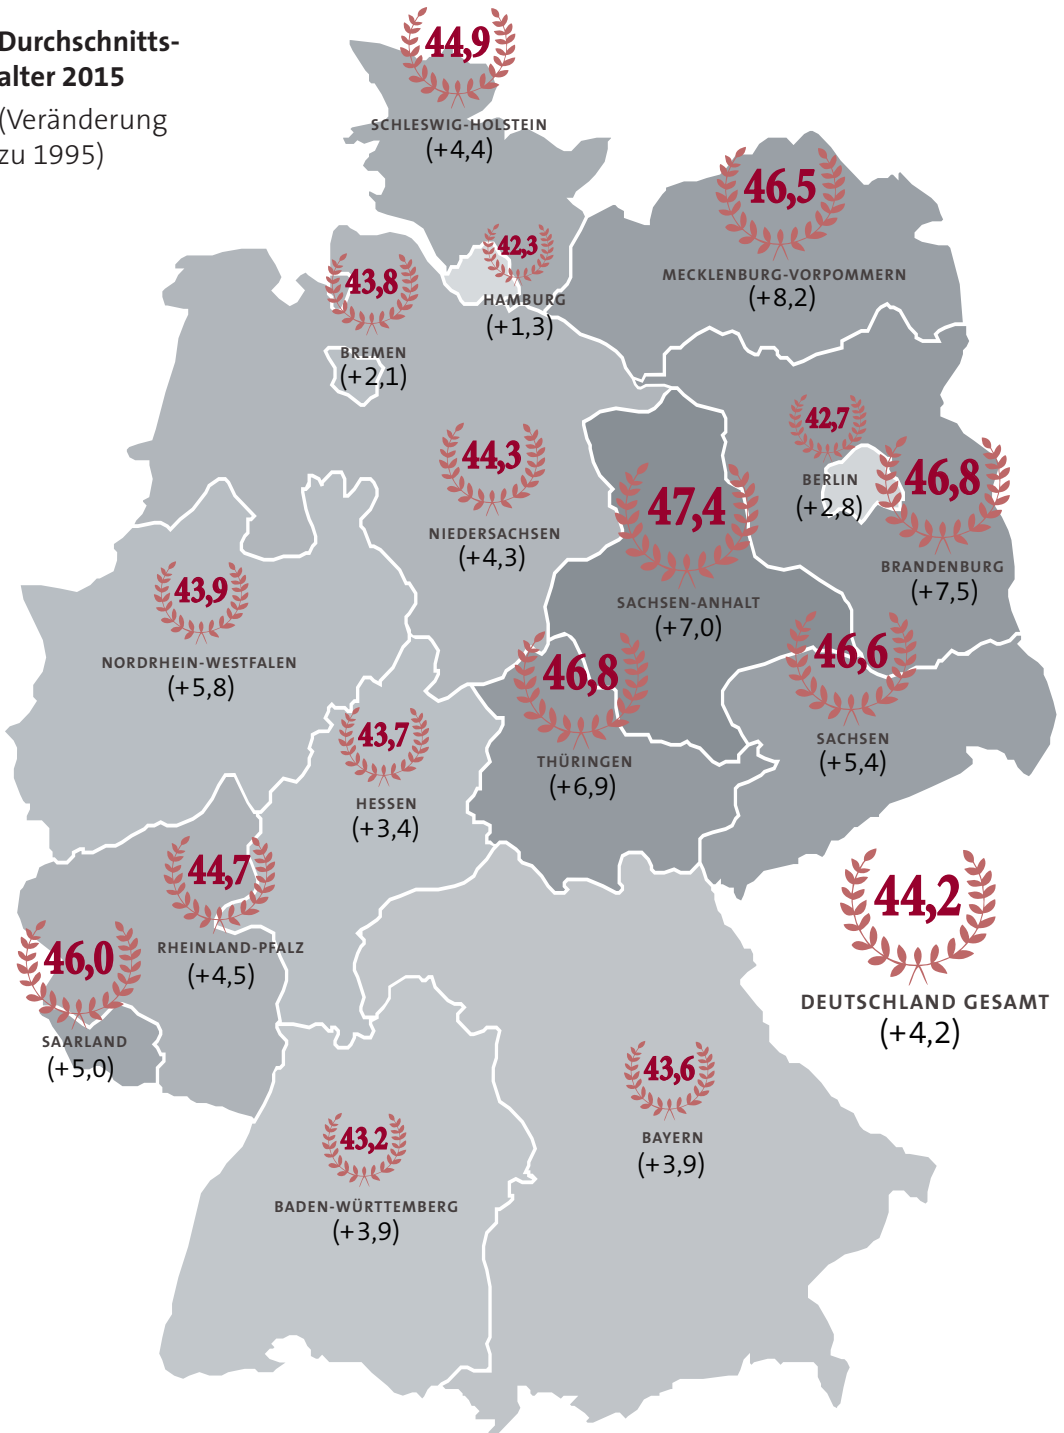 Durchschnitts-
alter 2015
(Veränderung
zu 1995)
44,9
SCHLESWIG-HOLSTEIN
(+4,4)
46,5
MECKLENBURG-VORPOMMERN
(+8,2)
42,3
HAMBURG
(+1,3)
43,8
BREMEN
(+2,1)
44,3
NIEDERSACHSEN
(+4,3)
42,7
BERLIN
(+2,8)
46,8
BRANDENBURG
(+7,5)
47,4
SACHSEN-ANHALT
(+7,0)
43,9
NORDRHEIN-WESTFALEN
(+5,8)
46,8
THÜRINGEN
(+6,9)
46,6
SACHSEN
(+5,4)
43,7
HESSEN
(+3,4)
44,7
RHEINLAND-PFALZ
(+4,5)
46,0
SAARLAND
(+5,0)
44,2
DEUTSCHLAND GESAMT
(+4,2)
43,6
BAYERN
(+3,9)
43,2
BADEN-WÜRTTEMBERG
(+3,9)